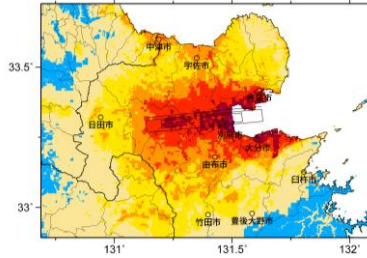 中津市
宇佐市
33.5°
日田市
別府市
大分市
由布市
臼杵市
竹田市
豊後大野市
33°
131°
131.5°
132°